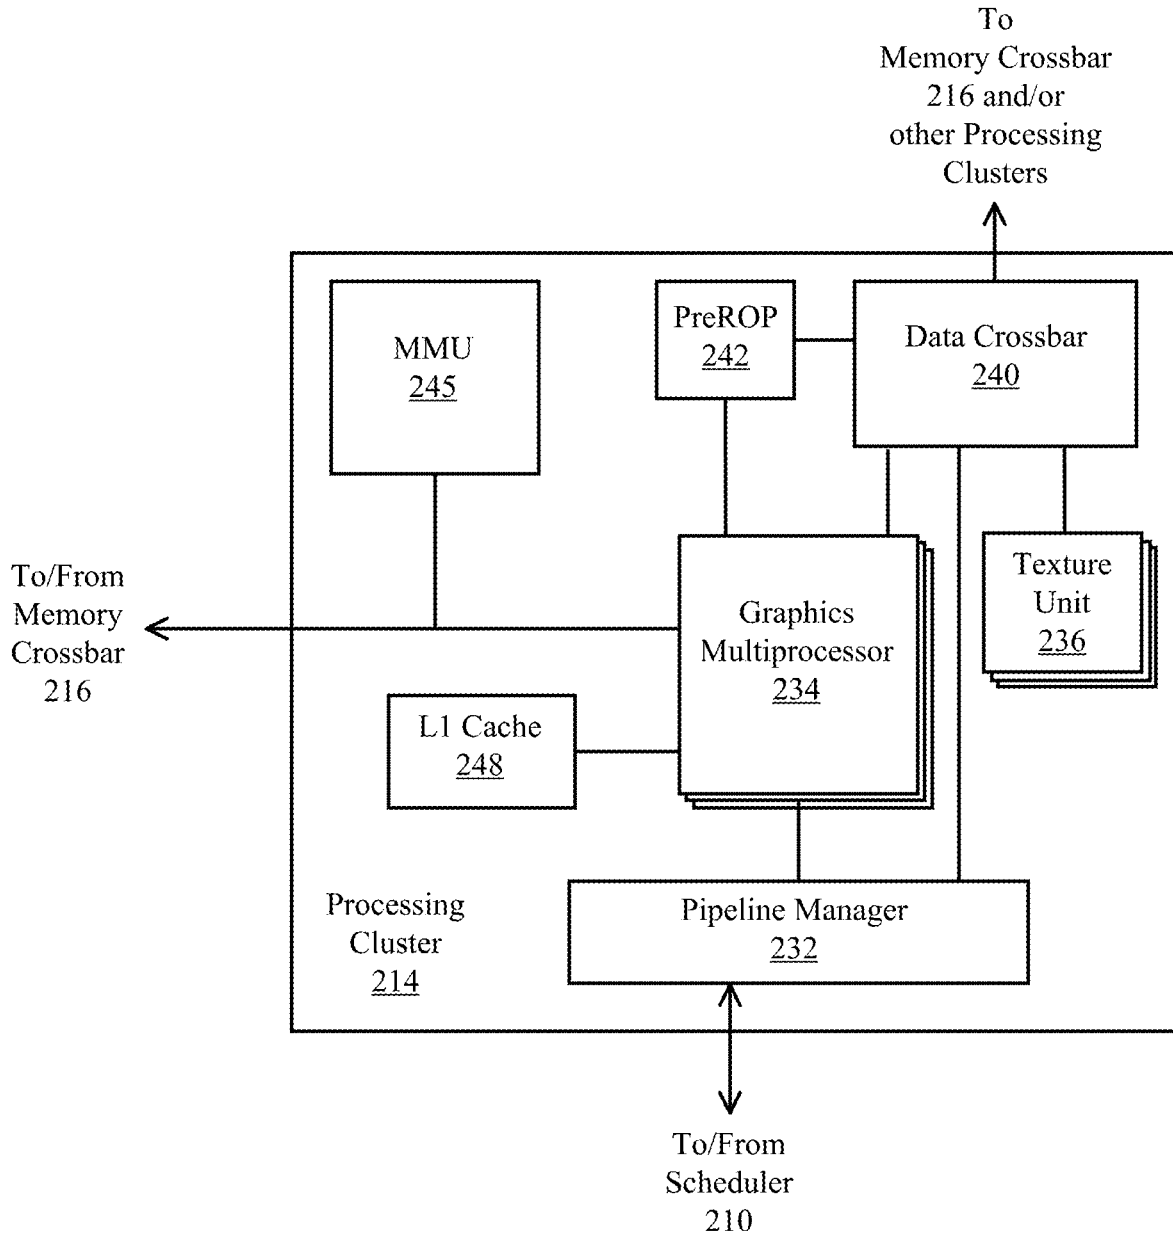 To
Memory Crossbar
216 and/or
other Processing
Clusters
MMU
245
PreROP
242
Data Crossbar
240
To/From
Memory
Crossbar
216
Graphics
Multiprocessor
234
Texture
Unit
236
L1 Cache
248
Processing
Cluster
214
Pipeline Manager
232
To/From
Scheduler
210